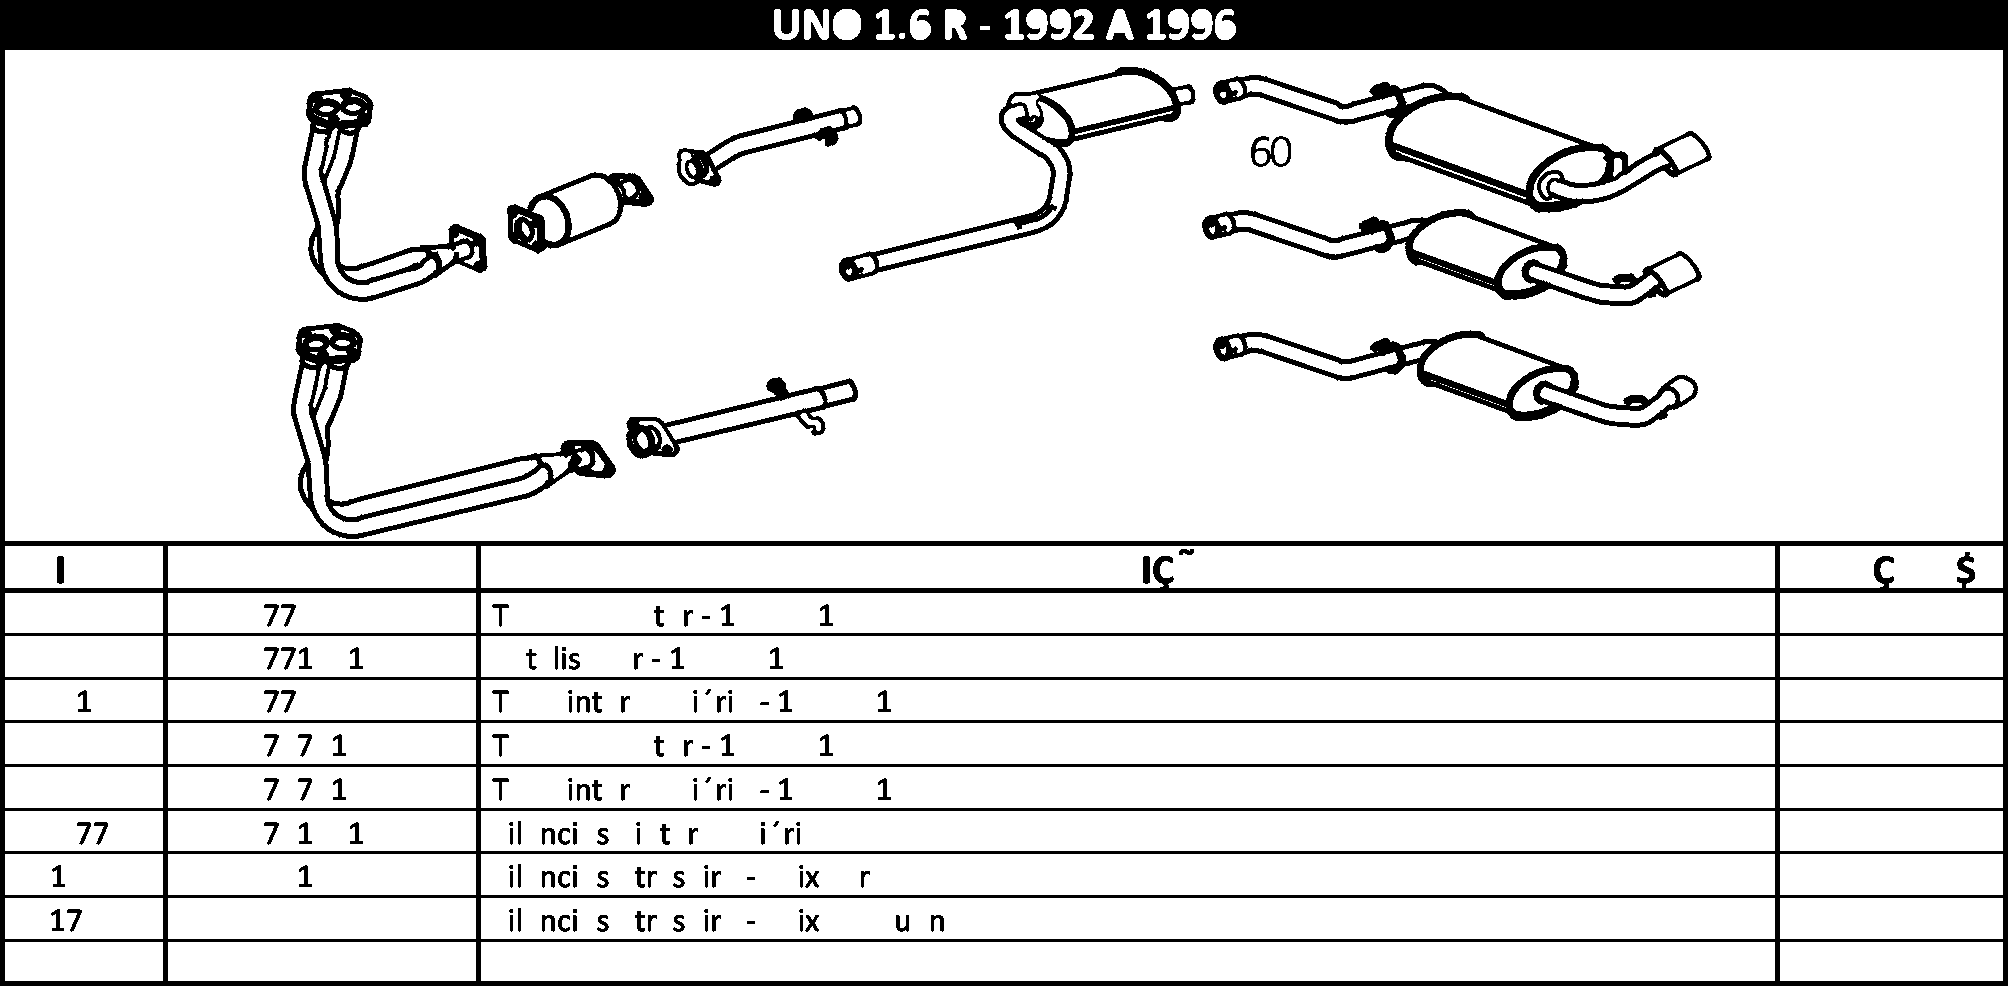 UNO 1.6 R - 1992 A 1996
60
I IÇ˜ Ç $
77 T t r - 1 1
771 1 t lis r - 1 1
1 77 T int r i´ri - 1 1
7 7 1 T t r - 1 1
7 7 1 T int r i´ri - 1 1
77 7 1 1 il nci s i t r i´ri
1 1 il nci s tr s ir - ix r
17 il nci s tr s ir - ix u n